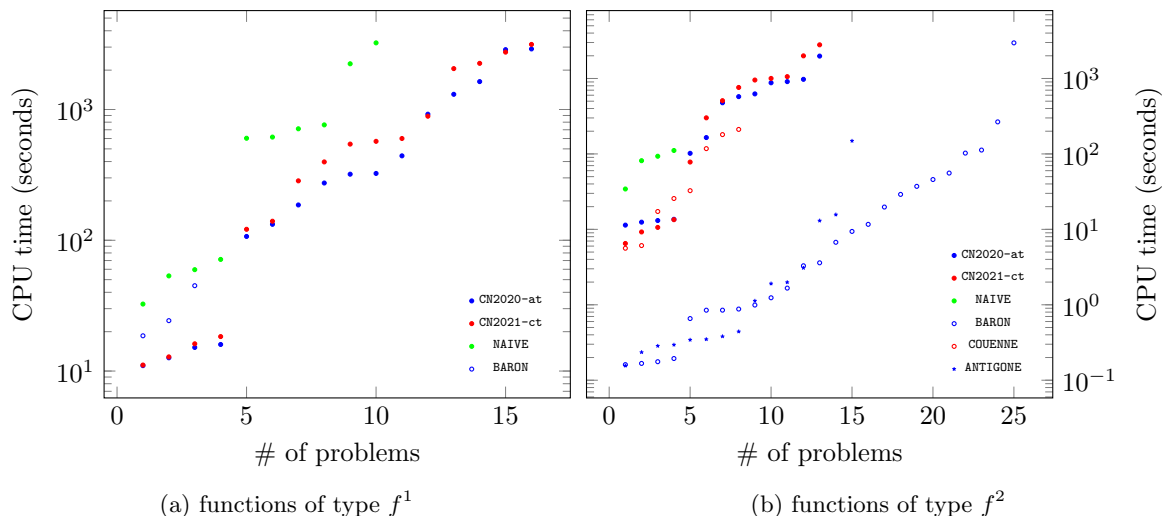 10^3
10^2
10^1
CPU time (seconds)
0 5 10 15
# of problems
CN2020-at
CN2021-ct
NAIVE
BARON
(a) functions of type f^1
10^3
10^2
10^1
10^0
10^−1
CPU time (seconds)
0 5 10 15 20 25
# of problems
CN2020-at
CN2021-ct
NAIVE
BARON
COUENNE
ANTIGONE
(b) functions of type f^2